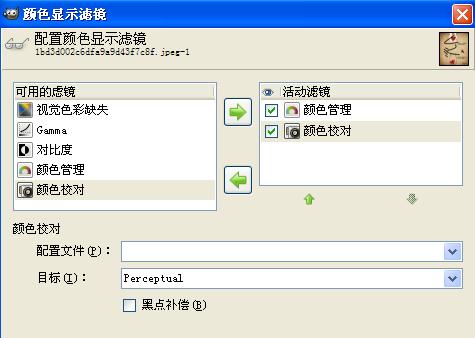 颜色显示滤镜
配置颜色显示滤镜
1bd3d002c6dfa9a9d43f7c8f.jpeg-1
可用的虑镜
活动滤镜
视觉色彩缺失
Gamma
对比度
颜色管理
颜色校对
颜色管理
颜色校对
颜色校对
配置文件(P)：
目标(I)： Perceptual
黑点补偿(B)